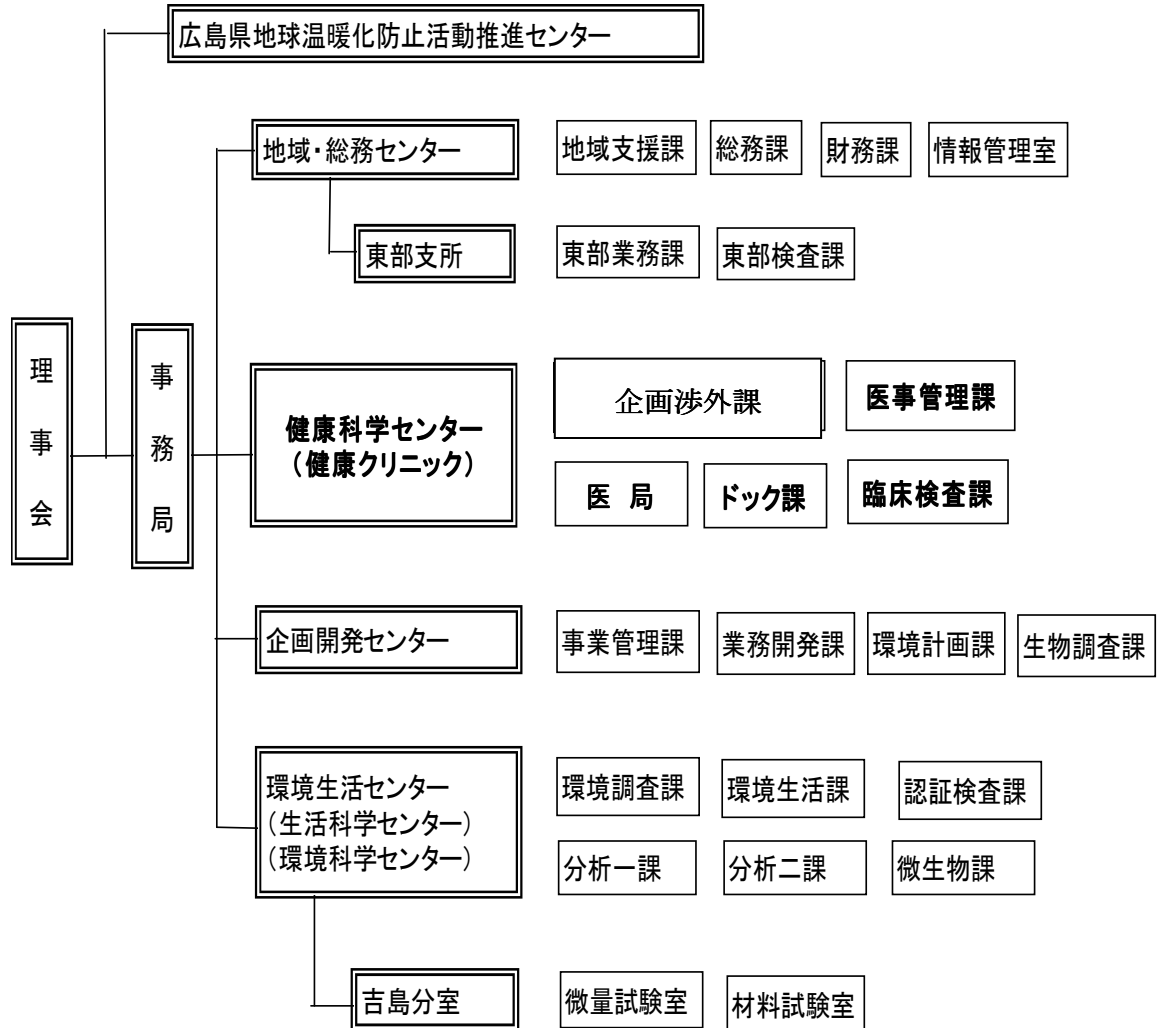 広島県地球温暖化防止活動推進センター
地域・総務センター
地域支援課
総務課
財務課
情報管理室
東部支所
東部業務課
東部検査課
理事会
事務局
健康科学センター
（健康クリニック）
企画渉外課
医事管理課
医 局
ドック課
臨床検査課
企画開発センター
事業管理課
業務開発課
環境計画課
生物調査課
環境生活センター
（生活科学センター）
（環境科学センター）
環境調査課
環境生活課
認証検査課
分析一課
分析二課
微生物課
吉島分室
微量試験室
材料試験室